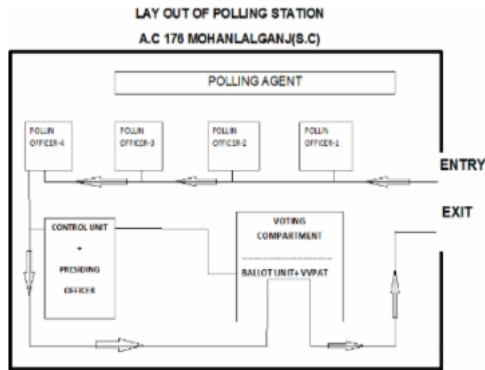 LAY OUT OF POLLING STATION
A.C 176 MOHANLALGANJ(S.C)
POLLING AGENT
POLLIN
OFFICER-4
POLLIN
OFFICER-3
POLLIN
OFFICER-2
POLLIN
OFFICER-1
ENTRY
EXIT
CONTROL UNIT
+
PRESIDING
OFFICER
VOTING
COMPARTMENT
BALLOT UNIT+ VVPAT